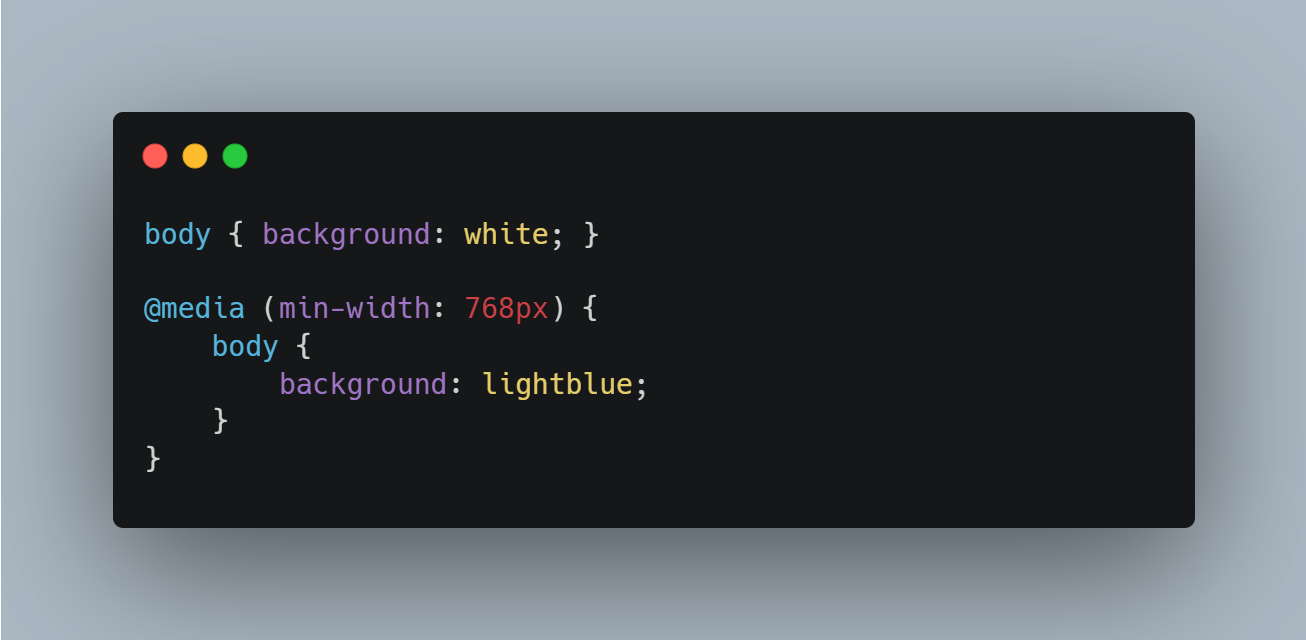 body { background: white; }

@media (min-width: 768px) {
    body {
        background: lightblue;
    }
}